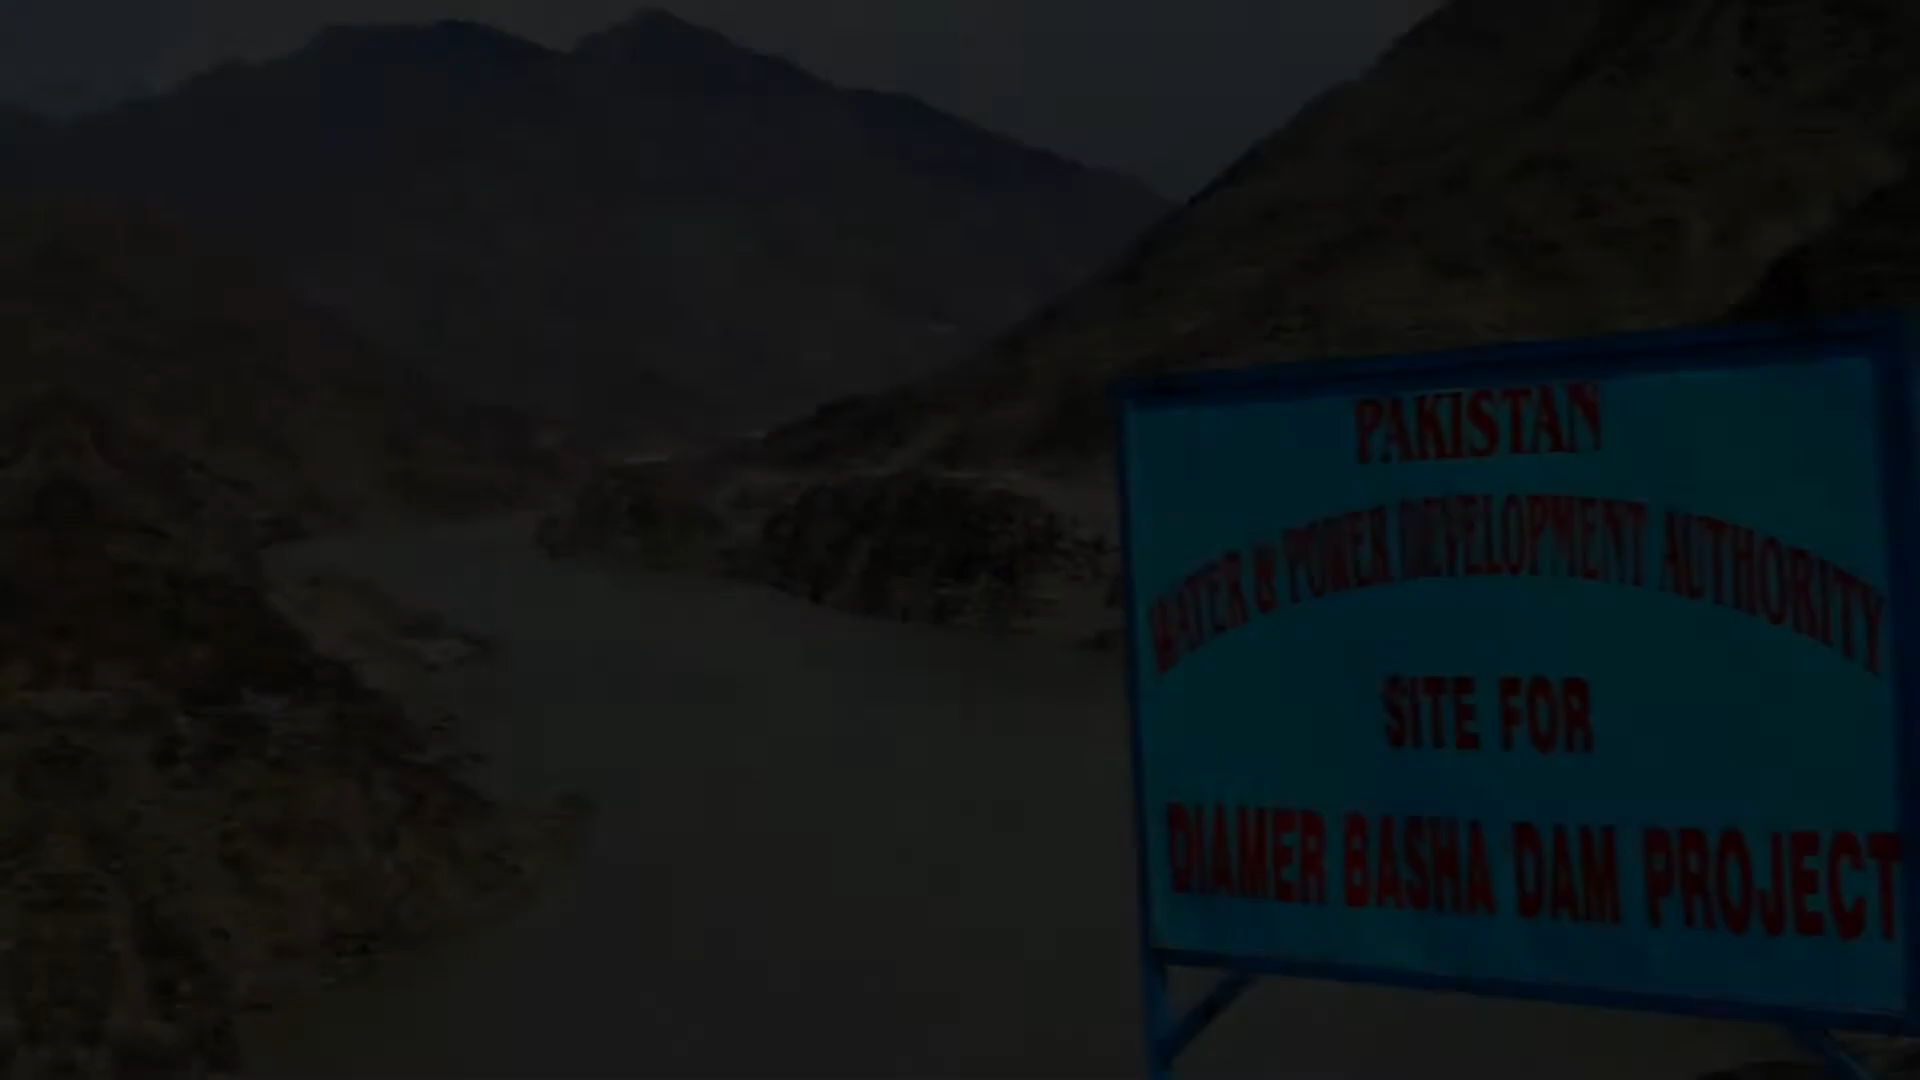 PAKISTAN
WATER & POWER DEVELOPMENT AUTHORITY
SITE FOR
DIAMER BASHA DAM PROJECT